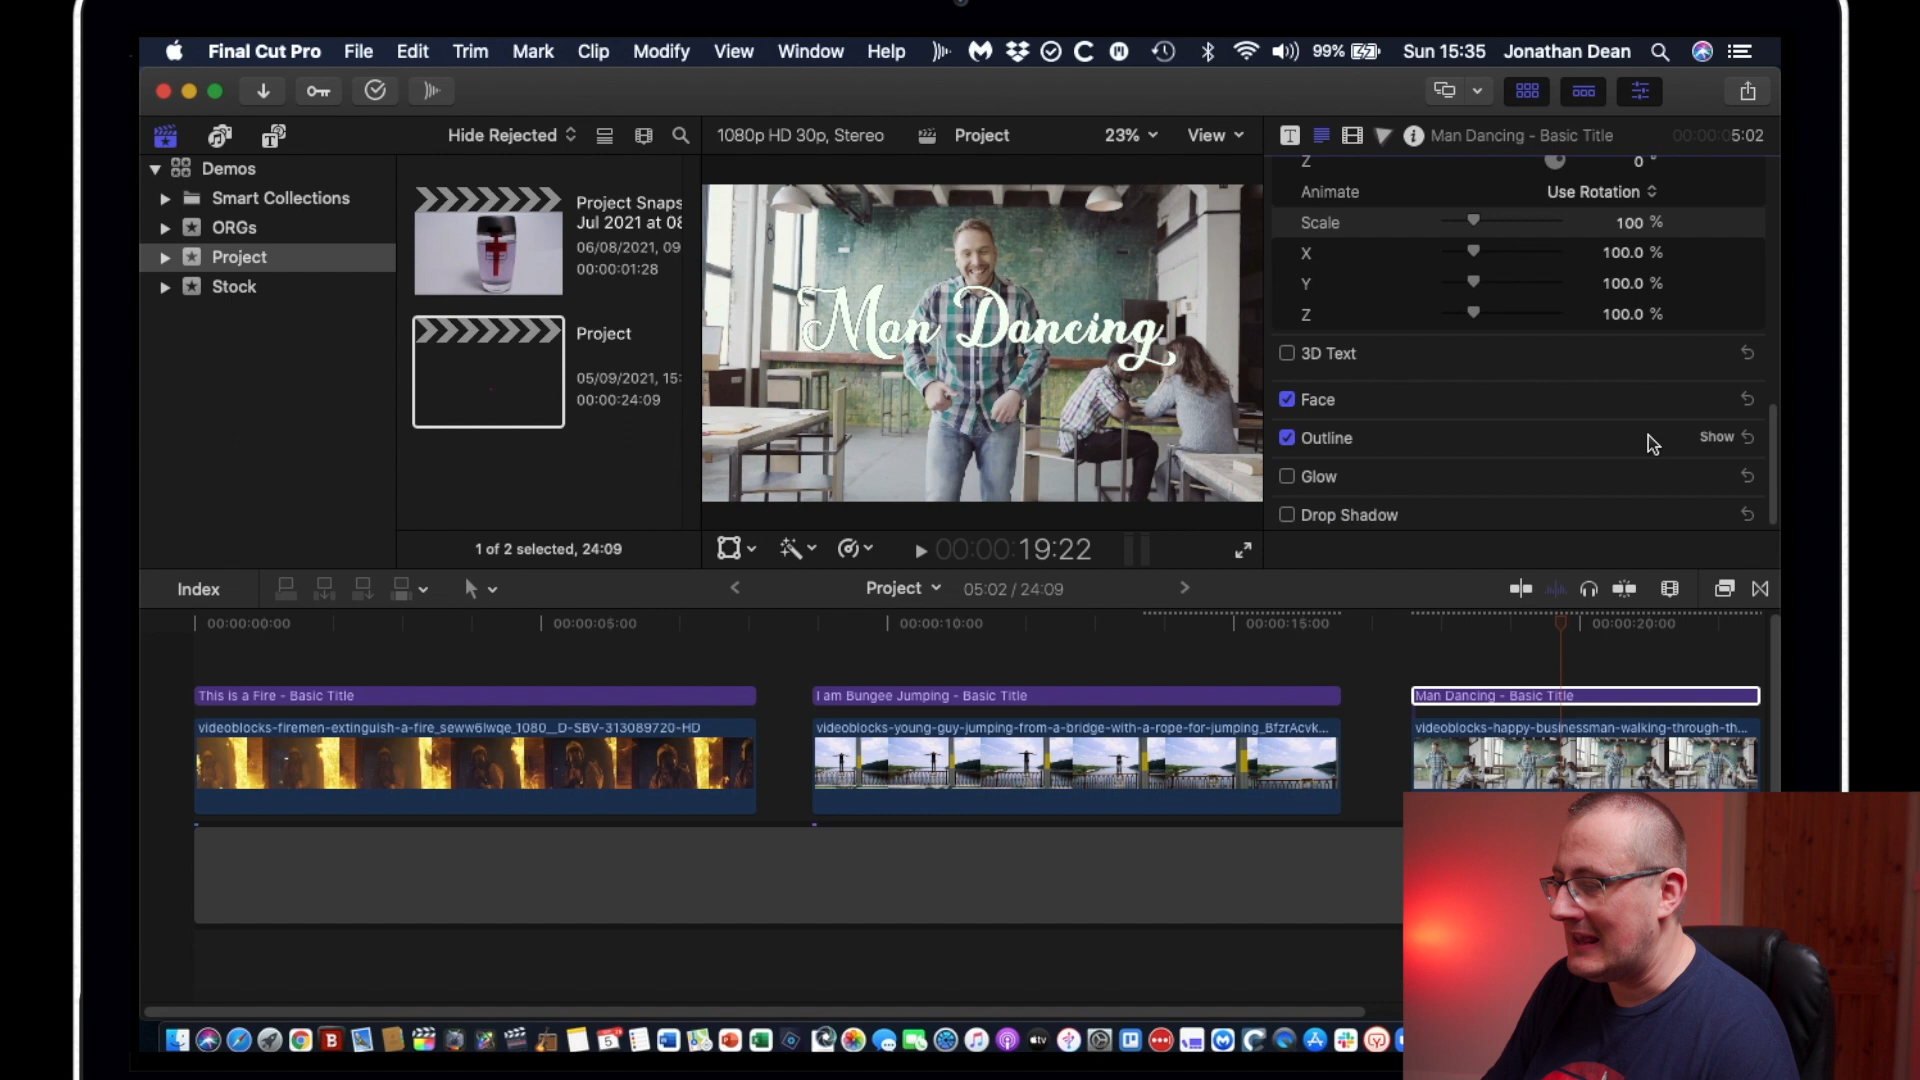 Final Cut Pro File Edit Trim Mark Clip Modify View Window Help 99% Sun 15:35 Jonathan Dean
Hide Rejected 1080p HD 30p, Stereo Project 23% View Man Dancing - Basic Title 00:00:05:02
Demos
Smart Collections
ORGs
Project
Stock
Project Snaps
Jul 2021 at 08
06/08/2021, 09
00:00:01:28
Project
05/09/2021, 15:
00:00:24:09
1 of 2 selected, 24:09
Man Dancing
00:00:19:22
Z 0 °
Animate Use Rotation
Scale 100 %
X 100.0 %
Y 100.0 %
Z 100.0 %
3D Text
Face
Outline Show
Glow
Drop Shadow
Index Project 05:02 / 24:09
00:00:00:00 00:00:05:00 00:00:10:00 00:00:15:00 00:00:20:00
This is a Fire - Basic Title I am Bungee Jumping - Basic Title Man Dancing - Basic Title
videoblocks-firemen-extinguish-a-fire_seww6lwqe_1080__D-SBV-313089720-HD videoblocks-young-guy-jumping-from-a-bridge-with-a-rope-for-jumping_BfzrAcvk... videoblocks-happy-businessman-walking-through-th...